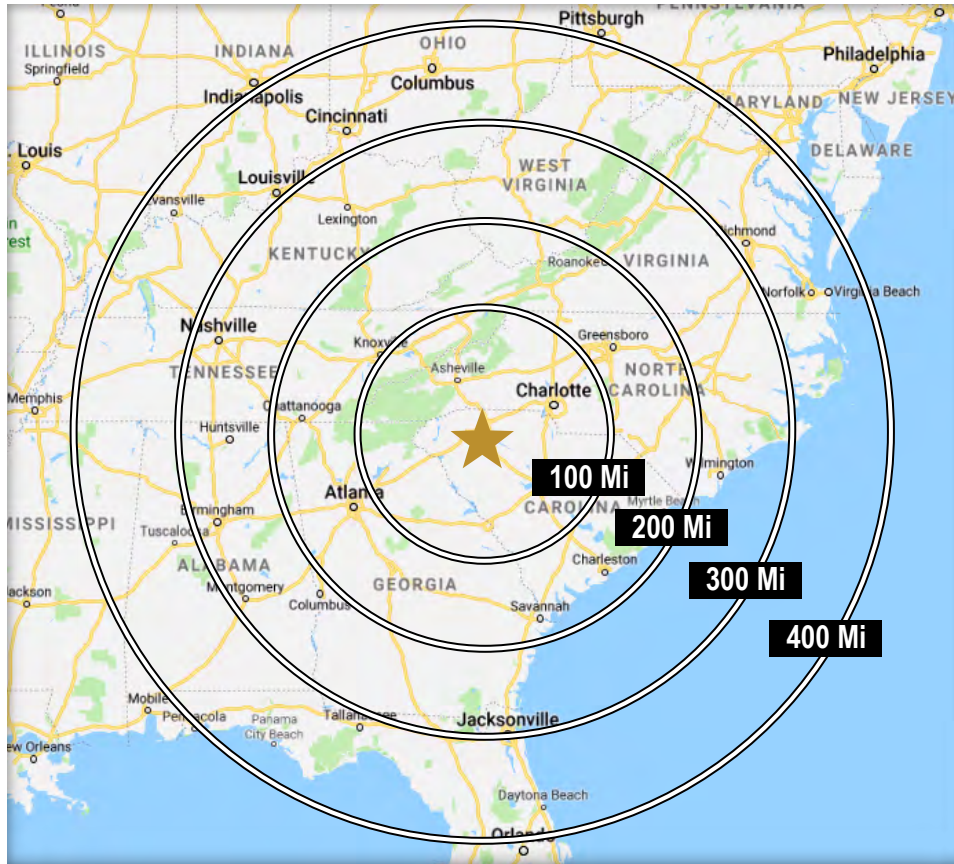 Pittsburgh
PENNSYLVANIA
OHIO
ILLINOIS
INDIANA
Springfield
Columbus
Philadelphia
Indianapolis
MARYLAND
NEW JERSEY
Cincinnati
. Louis
DELAWARE
WEST
VIRGINIA
Louisville
Evansville
Lexington
Richmond
est
KENTUCKY
Roanoke
VIRGINIA
Norfolk
Virginia Beach
Nashville
Greensboro
Knoxville
TENNESSEE
Asheville
NORTH
CAROLINA
Charlotte
Memphis
Chattanooga
Huntsville
Wilmington
100 Mi
Atlanta
Myrtle Beach
CAROLINA
Birmingham
MISSISSIPPI
200 Mi
Tuscaloosa
ALABAMA
Charleston
GEORGIA
300 Mi
Jackson
Montgomery
Columbus
Savannah
400 Mi
Mobile
Pensacola
Tallahassee
Jacksonville
Panama
City Beach
ew Orleans
Daytona Beach
Orlando